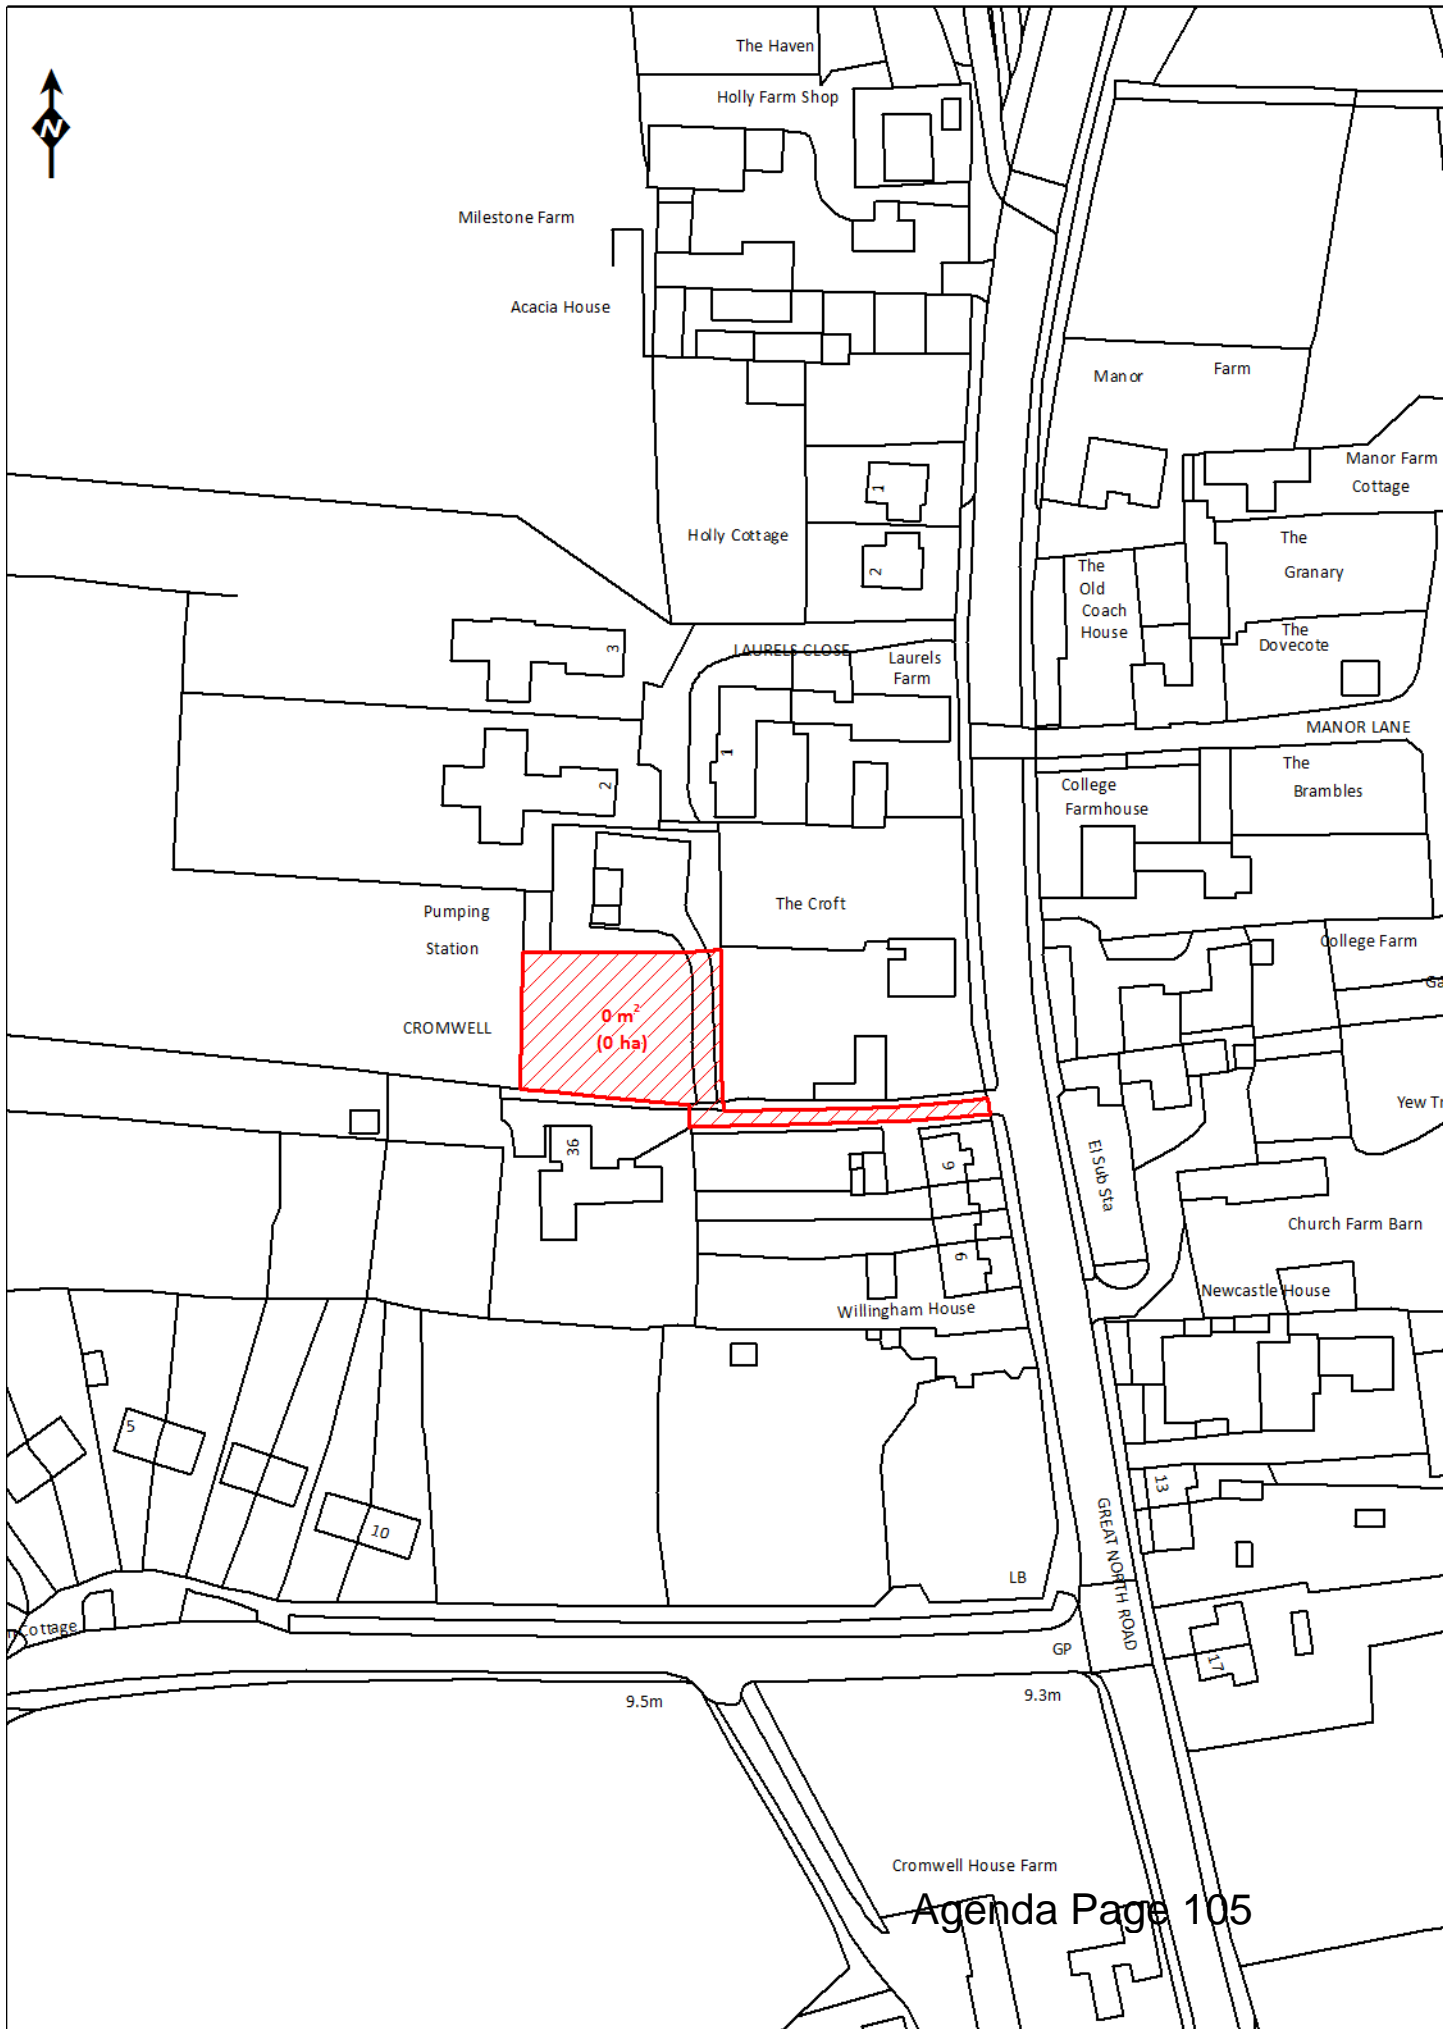 The Haven
Holly Farm Shop
N
Milestone Farm
Acacia House
Manor Farm
Manor Farm
Cottage
1
Holly Cottage
2
The
Granary
The
Old
Coach
House
The
Dovecote
3
LAURELS CLOSE
Laurels
Farm
MANOR LANE
1
2
The
Brambles
College
Farmhouse
The Croft
Pumping
Station
College Farm
Ga
0 m²
(0 ha)
CROMWELL
Yew Tr
36
9
El Sub Sta
6
Church Farm Barn
Newcastle House
Willingham House
5
10
13
GREAT NORTH ROAD
LB
Cottage
GP
17
9.5m
9.3m
Cromwell House Farm
Agenda Page 105